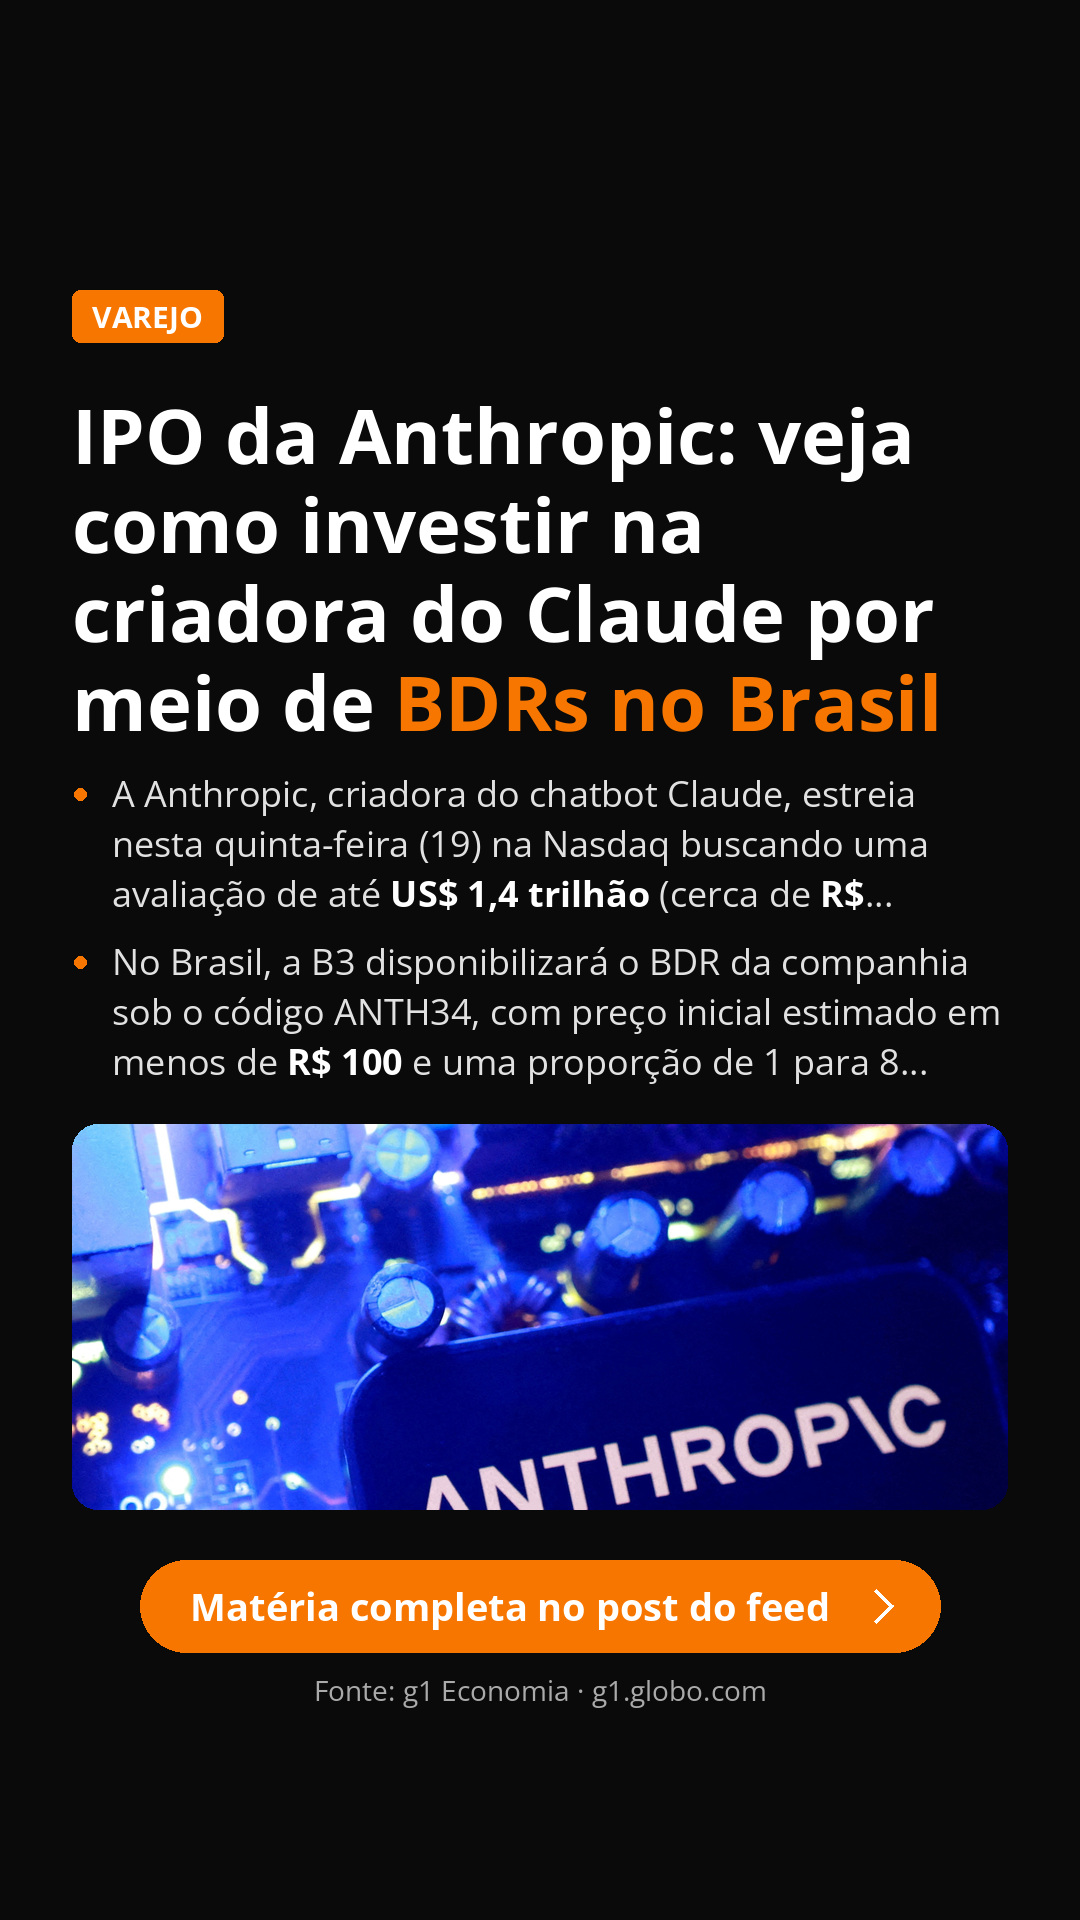 VAREJO
IPO da Anthropic: veja
como investir na
criadora do Claude por
meio de BDRs no Brasil
• A Anthropic, criadora do chatbot Claude, estreia
nesta quinta-feira (19) na Nasdaq buscando uma
avaliação de até US$ 1,4 trilhão (cerca de R$...
• No Brasil, a B3 disponibilizará o BDR da companhia
sob o código ANTH34, com preço inicial estimado em
menos de R$ 100 e uma proporção de 1 para 8...
ANTHROP\C
Matéria completa no post do feed
Fonte: g1 Economia · g1.globo.com